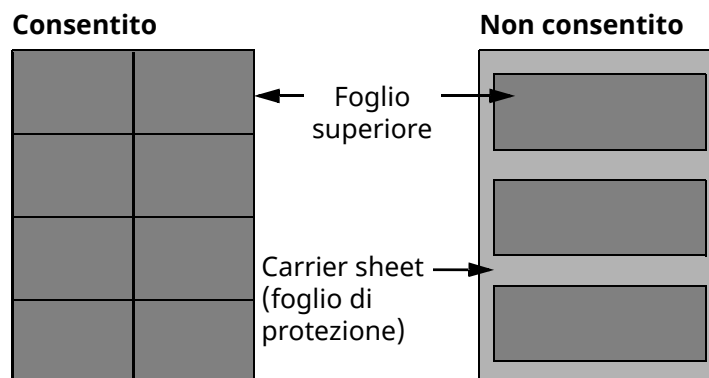 Consentito
Non consentito
Foglio
superiore
Carrier sheet
(foglio di
protezione)